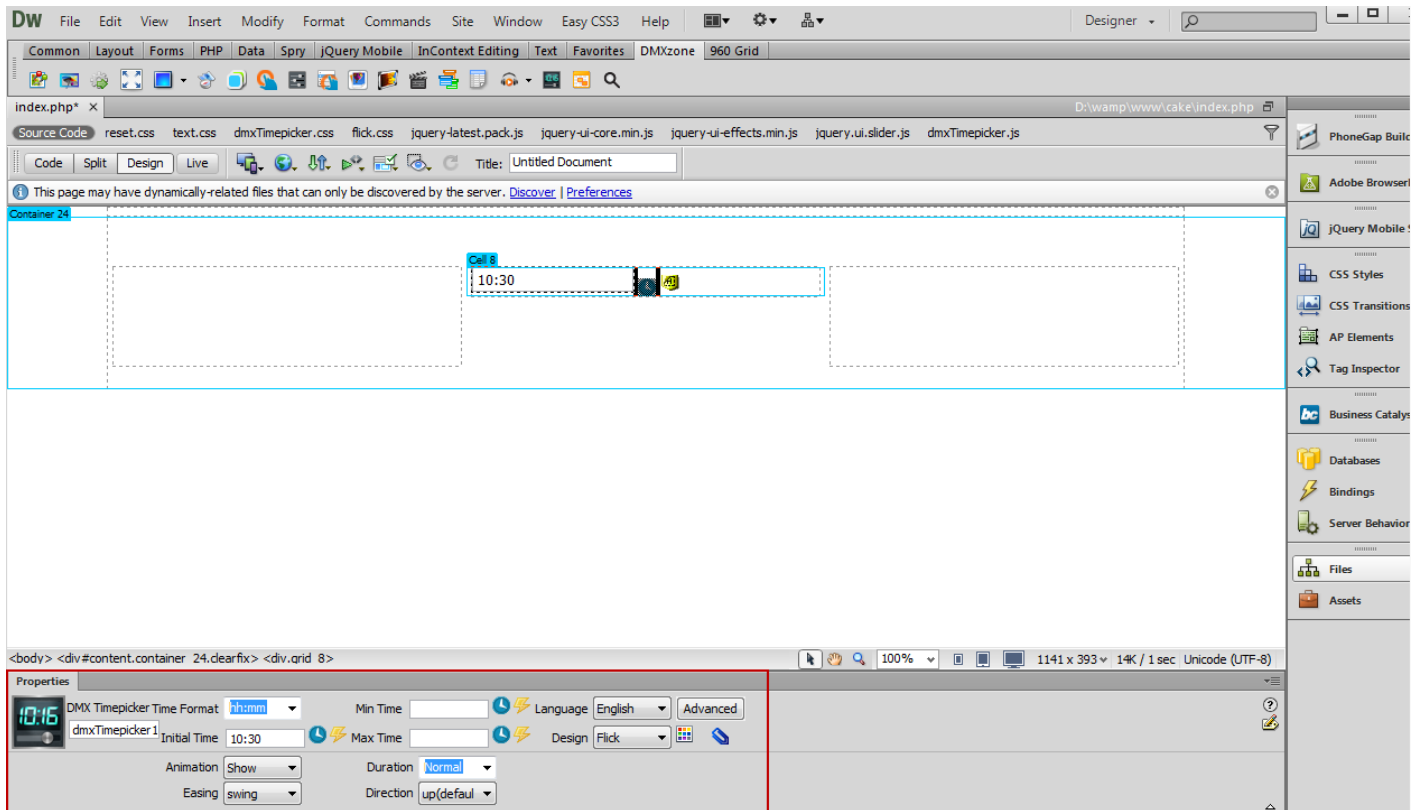 DW File Edit View Insert Modify Format Commands Site Window Easy CSS3 Help Designer
Common Layout Forms PHP Data Spry jQuery Mobile InContext Editing Text Favorites DMXzone 960 Grid
index.php* × D:\wamp\www\cake\index.php
Source Code reset.css text.css dmxTimepicker.css flick.css jquery-latest.pack.js jquery-ui-core.min.js jquery-ui-effects.min.js jquery.ui.slider.js dmxTimepicker.js
Code Split Design Live Title: Untitled Document
This page may have dynamically-related files that can only be discovered by the server. Discover | Preferences
Container 24
Cell 8
10:30
PhoneGap Builc
Adobe Browserl
jQuery Mobile
CSS Styles
CSS Transitions
AP Elements
Tag Inspector
Business Catalys
Databases
Bindings
Server Behavior
Files
Assets
<body> <div#content.container_24.clearfix> <div.grid_8> 100% 1141 x 393 14K / 1 sec Unicode (UTF-8)
Properties
10:16 DMX Timepicker Time Format hh:mm Min Time Language English Advanced
dmxTimepicker1 Initial Time 10:30 Max Time Design Flick
Animation Show Duration Normal
Easing swing Direction up(defaul